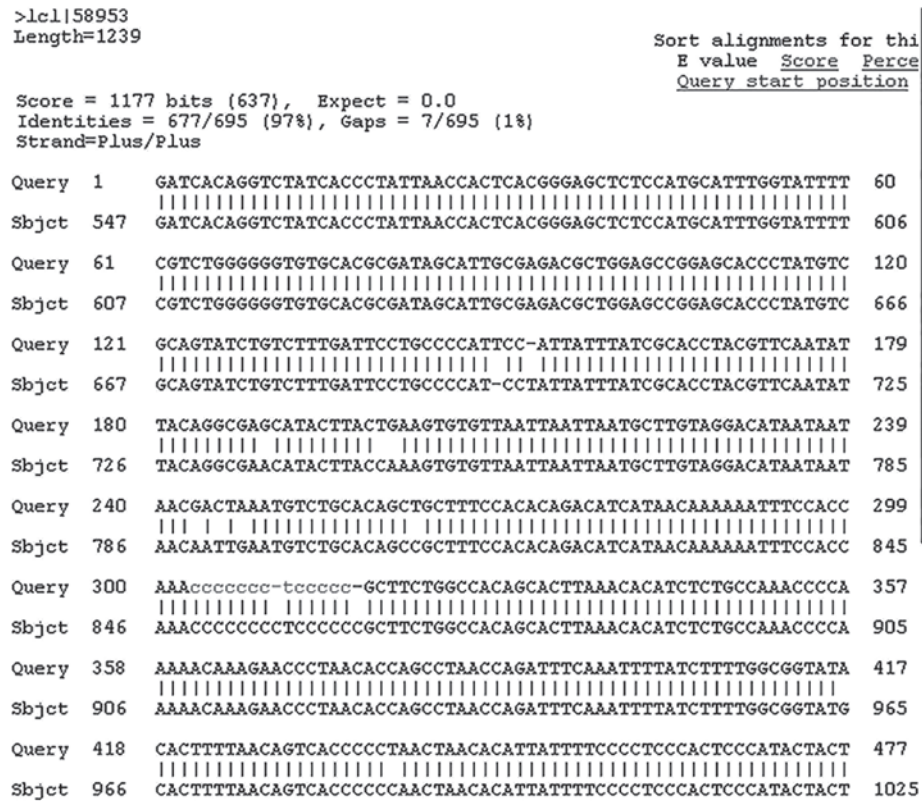 >lcl|58953
Length=1239
Sort alignments for thi
E value Score Perce
Query start position
Score = 1177 bits (637), Expect = 0.0
Identities = 677/695 (97%), Gaps = 7/695 (1%)
Strand=Plus/Plus
Query 1 GATCACAGGTCTATCACCCTATTAACCACTCACGGGAGCTCTCCATGCATTTGGTATTTT 60
Sbjct 547 GATCACAGGTCTATCACCCTATTAACCACTCACGGGAGCTCTCCATGCATTTGGTATTTT 606
Query 61 CGTCTGGGGGGTGTGCACGCGATAGCATTGCGAGACGCTGGAGCCGGAGCACCCTATGTC 120
Sbjct 607 CGTCTGGGGGGTGTGCACGCGATAGCATTGCGAGACGCTGGAGCCGGAGCACCCTATGTC 666
Query 121 GCAGTATCTGTCTTTGATTCCTGCCCCATTCC-ATTATTTATCGCACCTACGTTCAATAT 179
Sbjct 667 GCAGTATCTGTCTTTGATTCCTGCCCCAT-CCTATTATTTATCGCACCTACGTTCAATAT 725
Query 180 TACAGGCGAGCATACTTACTGAAGTGTGTTAATTAATTAATGCTTGTAGGACATAATAAT 239
Sbjct 726 TACAGGCGAACATACTTACCAAAGTGTGTTAATTAATTAATGCTTGTAGGACATAATAAT 785
Query 240 AACGACTAAATGTCTGCACAGCTGCTTTCCACACAGACATCATAACAAAAAATTTCCACC 299
Sbjct 786 AACAATTGAATGTCTGCACAGCCGCTTTCCACACAGACATCATAACAAAAAATTTCCACC 845
Query 300 AAAccccccc-tccccc-GCTTCTGGCCACAGCACTTAAACACATCTCTGCCAAACCCCA 357
Sbjct 846 AAACCCCCCCCTCCCCCCGCTTCTGGCCACAGCACTTAAACACATCTCTGCCAAACCCCA 905
Query 358 AAAACAAAGAACCCTAACACCAGCCTAACCAGATTTCAAATTTTATCTTTTGGCGGTATA 417
Sbjct 906 AAAACAAAGAACCCTAACACCAGCCTAACCAGATTTCAAATTTTATCTTTTGGCGGTATG 965
Query 418 CACTTTTAACAGTCACCCCCTAACTAACACATTATTTTCCCCTCCCACTCCCATACTACT 477
Sbjct 966 CACTTTTAACAGTCACCCCCCAACTAACACATTATTTTCCCCTCCCACTCCCATACTACT 1025